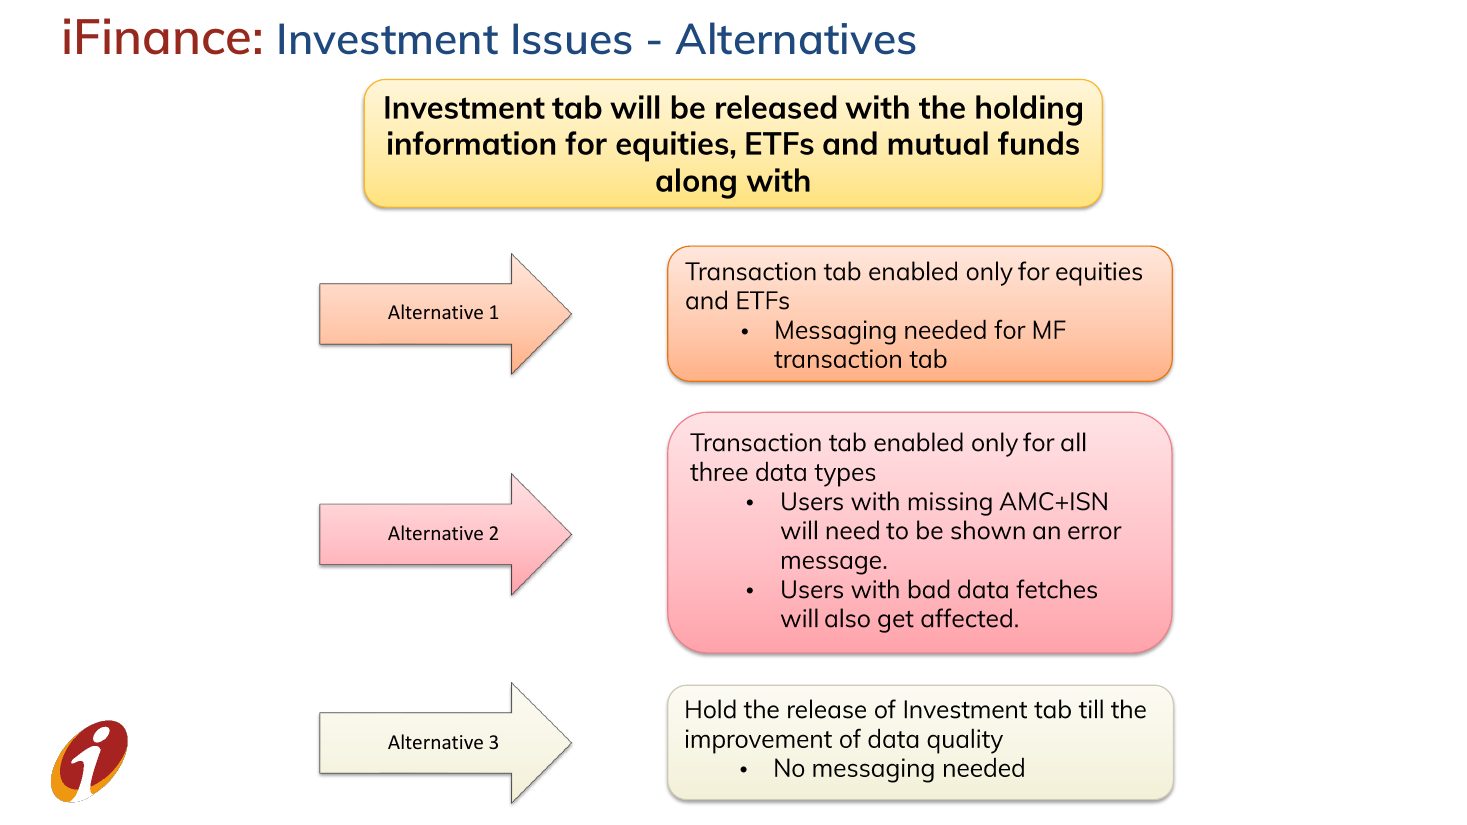 iFinance: Investment Issues - Alternatives
Investment tab will be released with the holding
information for equities, ETFs and mutual funds
along with
Alternative 1
Transaction tab enabled only for equities
and ETFs
• Messaging needed for MF
transaction tab
Alternative 2
Transaction tab enabled only for all
three data types
• Users with missing AMC+ISN
will need to be shown an error
message.
• Users with bad data fetches
will also get affected.
Alternative 3
Hold the release of Investment tab till the
improvement of data quality
• No messaging needed